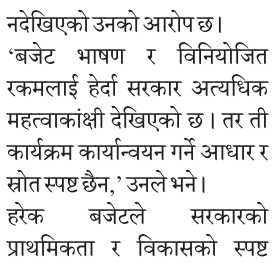 नदेखिएको उनको आरोप छ।
‘बजेट भाषण र विनियोजित
रकमलाई हेर्दा सरकार अत्यधिक
महत्वाकांक्षी देखिएको छ । तर ती
कार्यक्रम कार्यान्वयन गर्ने आधार र
स्रोत स्पष्ट छैन,’ उनले भने।
हरेक बजेटले सरकारको
प्राथमिकता र विकासको स्पष्ट